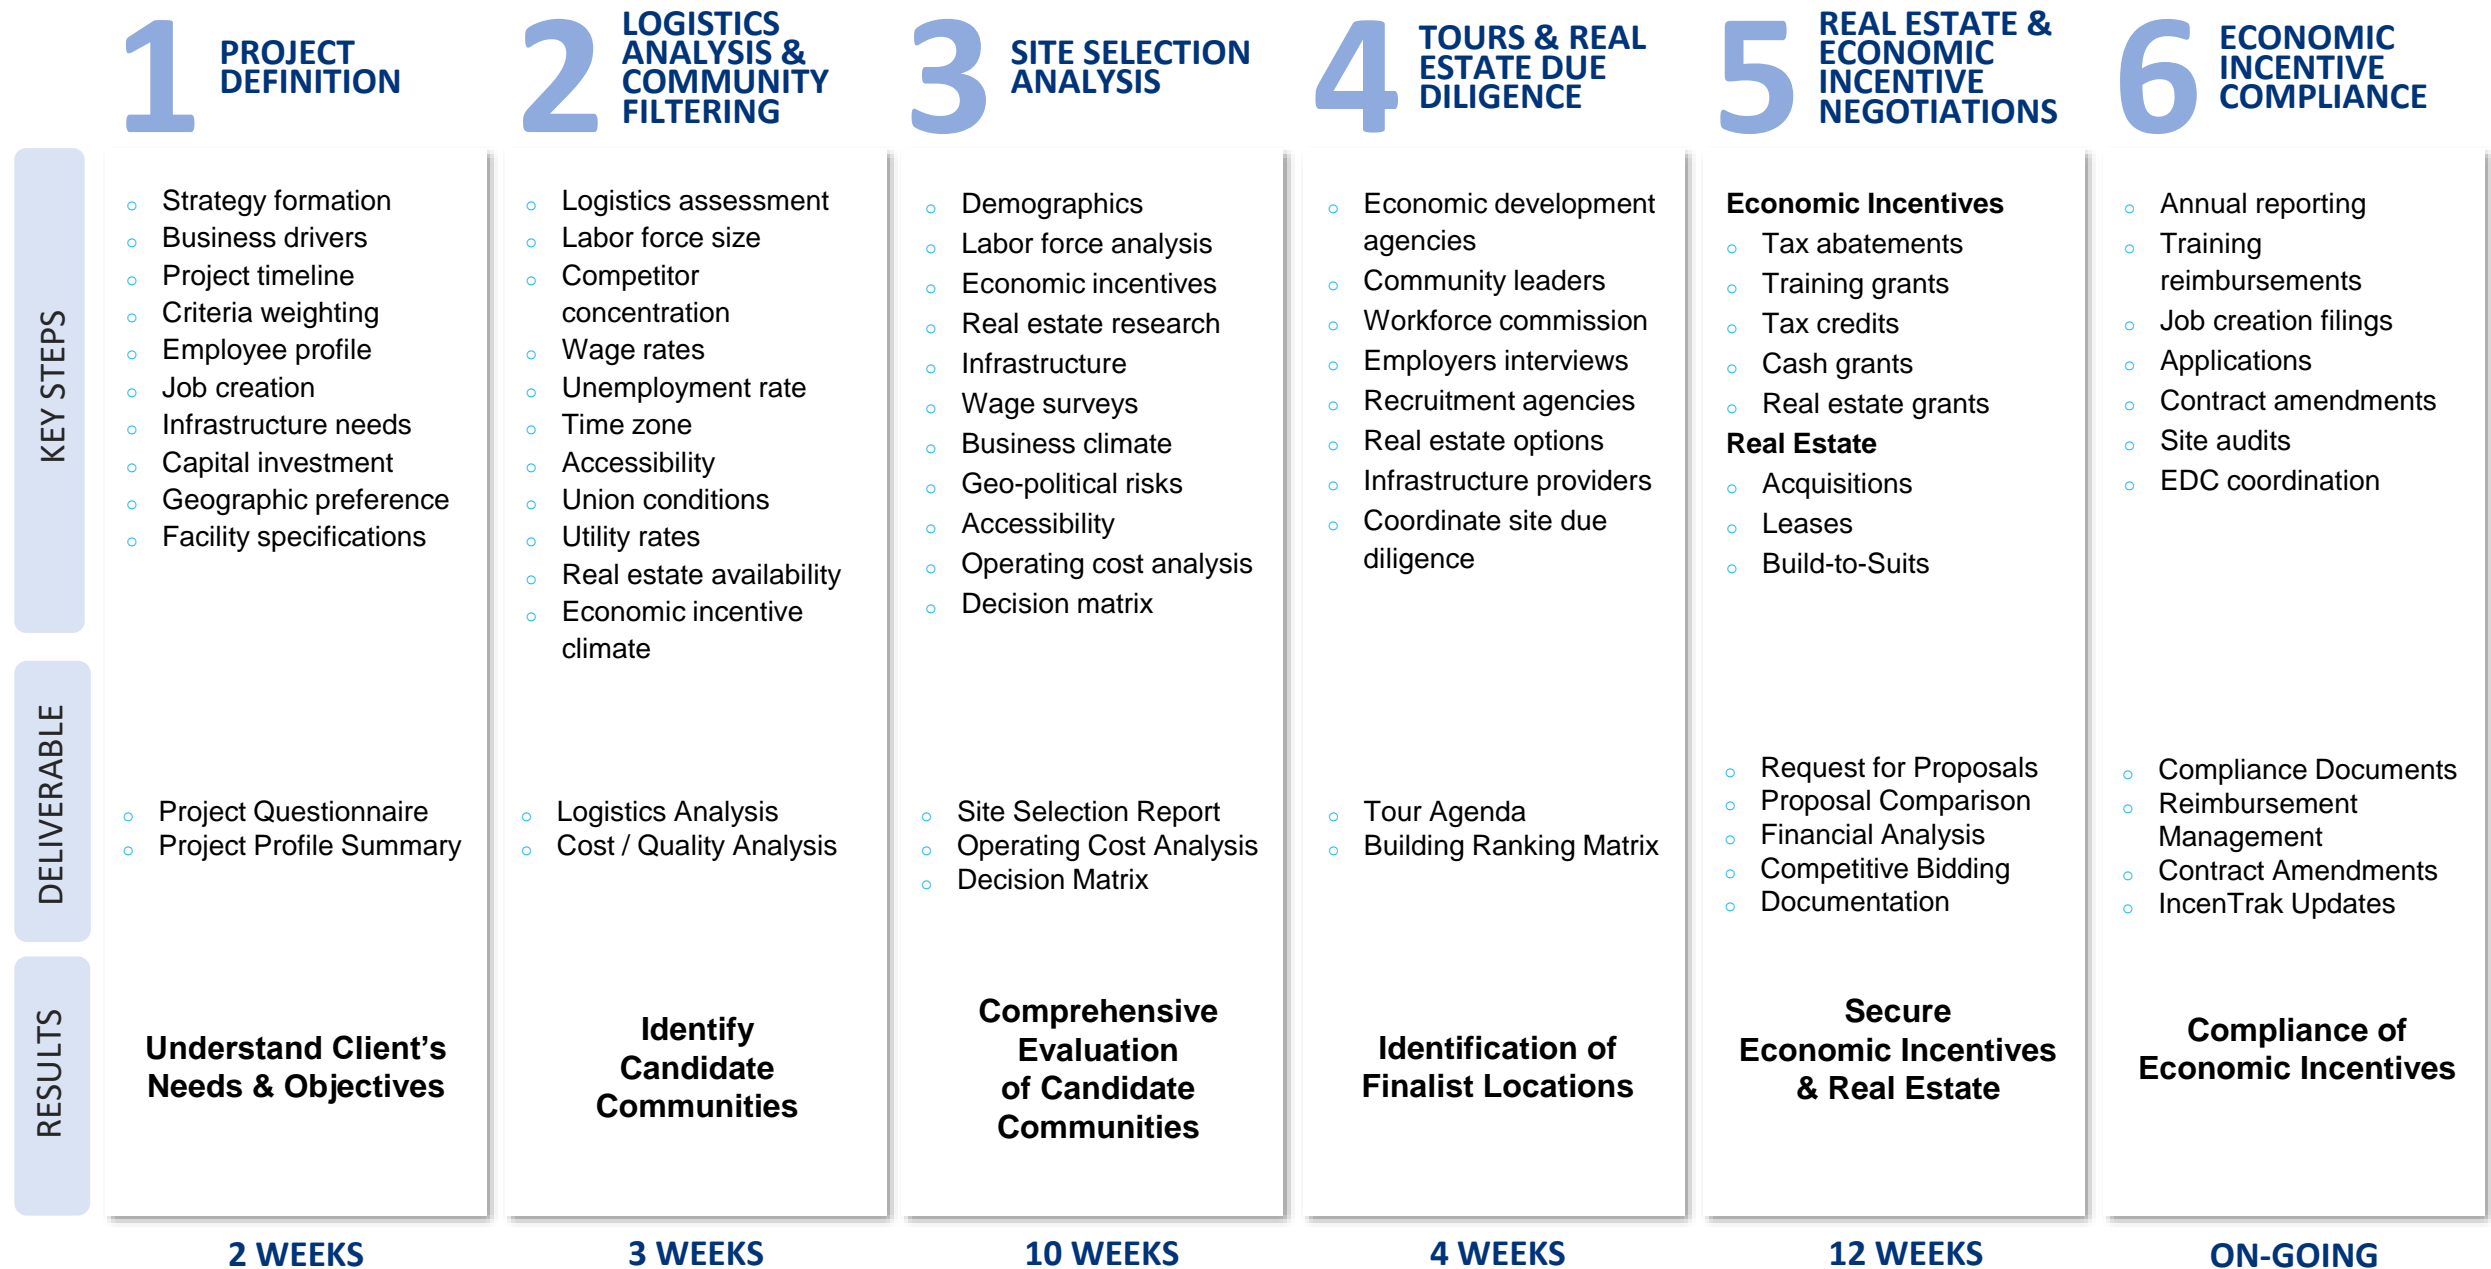 1
PROJECT
DEFINITION
2
LOGISTICS
ANALYSIS &
COMMUNITY
FILTERING
3
SITE SELECTION
ANALYSIS
4
TOURS & REAL
ESTATE DUE
DILIGENCE
5
REAL ESTATE &
ECONOMIC
INCENTIVE
NEGOTIATIONS
6
ECONOMIC
INCENTIVE
COMPLIANCE
KEY STEPS
Strategy formation
Business drivers
Project timeline
Criteria weighting
Employee profile
Job creation
Infrastructure needs
Capital investment
Geographic preference
Facility specifications
Logistics assessment
Labor force size
Competitor
concentration
Wage rates
Unemployment rate
Time zone
Accessibility
Union conditions
Utility rates
Real estate availability
Economic incentive
climate
Demographics
Labor force analysis
Economic incentives
Real estate research
Infrastructure
Wage surveys
Business climate
Geo-political risks
Accessibility
Operating cost analysis
Decision matrix
Economic development
agencies
Community leaders
Workforce commission
Employers interviews
Recruitment agencies
Real estate options
Infrastructure providers
Coordinate site due
diligence
Economic Incentives
Tax abatements
Training grants
Tax credits
Cash grants
Real estate grants
Real Estate
Acquisitions
Leases
Build-to-Suits
Annual reporting
Training
reimbursements
Job creation filings
Applications
Contract amendments
Site audits
EDC coordination
DELIVERABLE
Project Questionnaire
Project Profile Summary
Logistics Analysis
Cost / Quality Analysis
Site Selection Report
Operating Cost Analysis
Decision Matrix
Tour Agenda
Building Ranking Matrix
Request for Proposals
Proposal Comparison
Financial Analysis
Competitive Bidding
Documentation
Compliance Documents
Reimbursement
Management
Contract Amendments
IncenTrak Updates
RESULTS
Understand Client’s
Needs & Objectives
Identify
Candidate
Communities
Comprehensive
Evaluation
of Candidate
Communities
Identification of
Finalist Locations
Secure
Economic Incentives
& Real Estate
Compliance of
Economic Incentives
2 WEEKS
3 WEEKS
10 WEEKS
4 WEEKS
12 WEEKS
ON-GOING